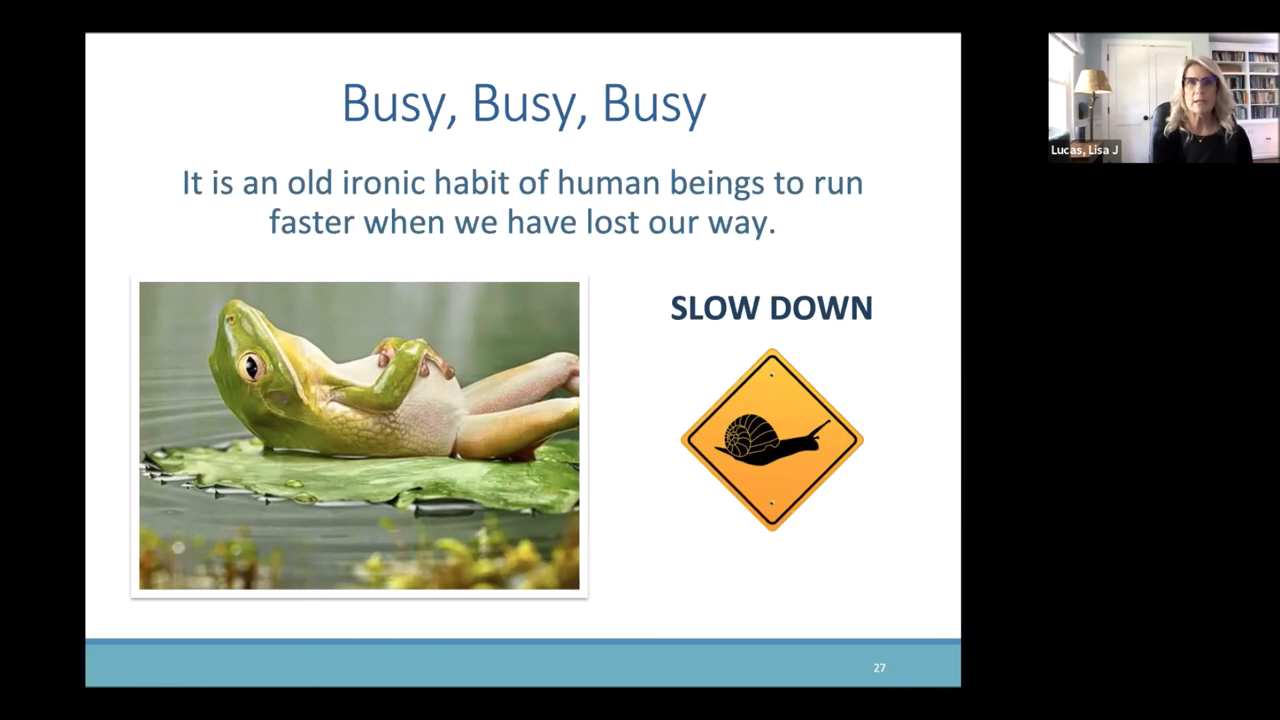 Busy, Busy, Busy
It is an old ironic habit of human beings to run
faster when we have lost our way.
SLOW DOWN
27
Lucas, Lisa J